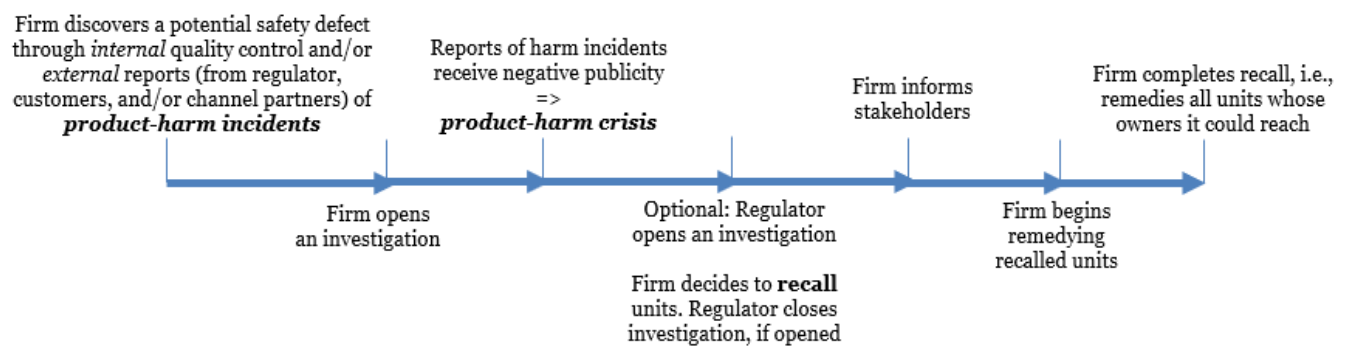 Firm discovers a potential safety defect
through internal quality control and/or
external reports (from regulator,
customers, and/or channel partners) of
product-harm incidents
Firm opens
an investigation
Reports of harm incidents
receive negative publicity
=>
product-harm crisis
Optional: Regulator
opens an investigation
Firm decides to recall
units. Regulator closes
investigation, if opened
Firm informs
stakeholders
Firm begins
remedying
recalled units
Firm completes recall, i.e.,
remedies all units whose
owners it could reach